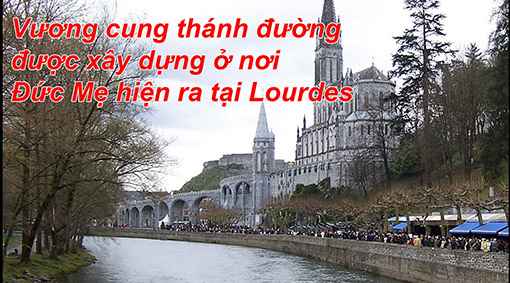 Vương cung thánh đường
được xây dựng ở nơi
Đức Mẹ hiện ra tại Lourdes